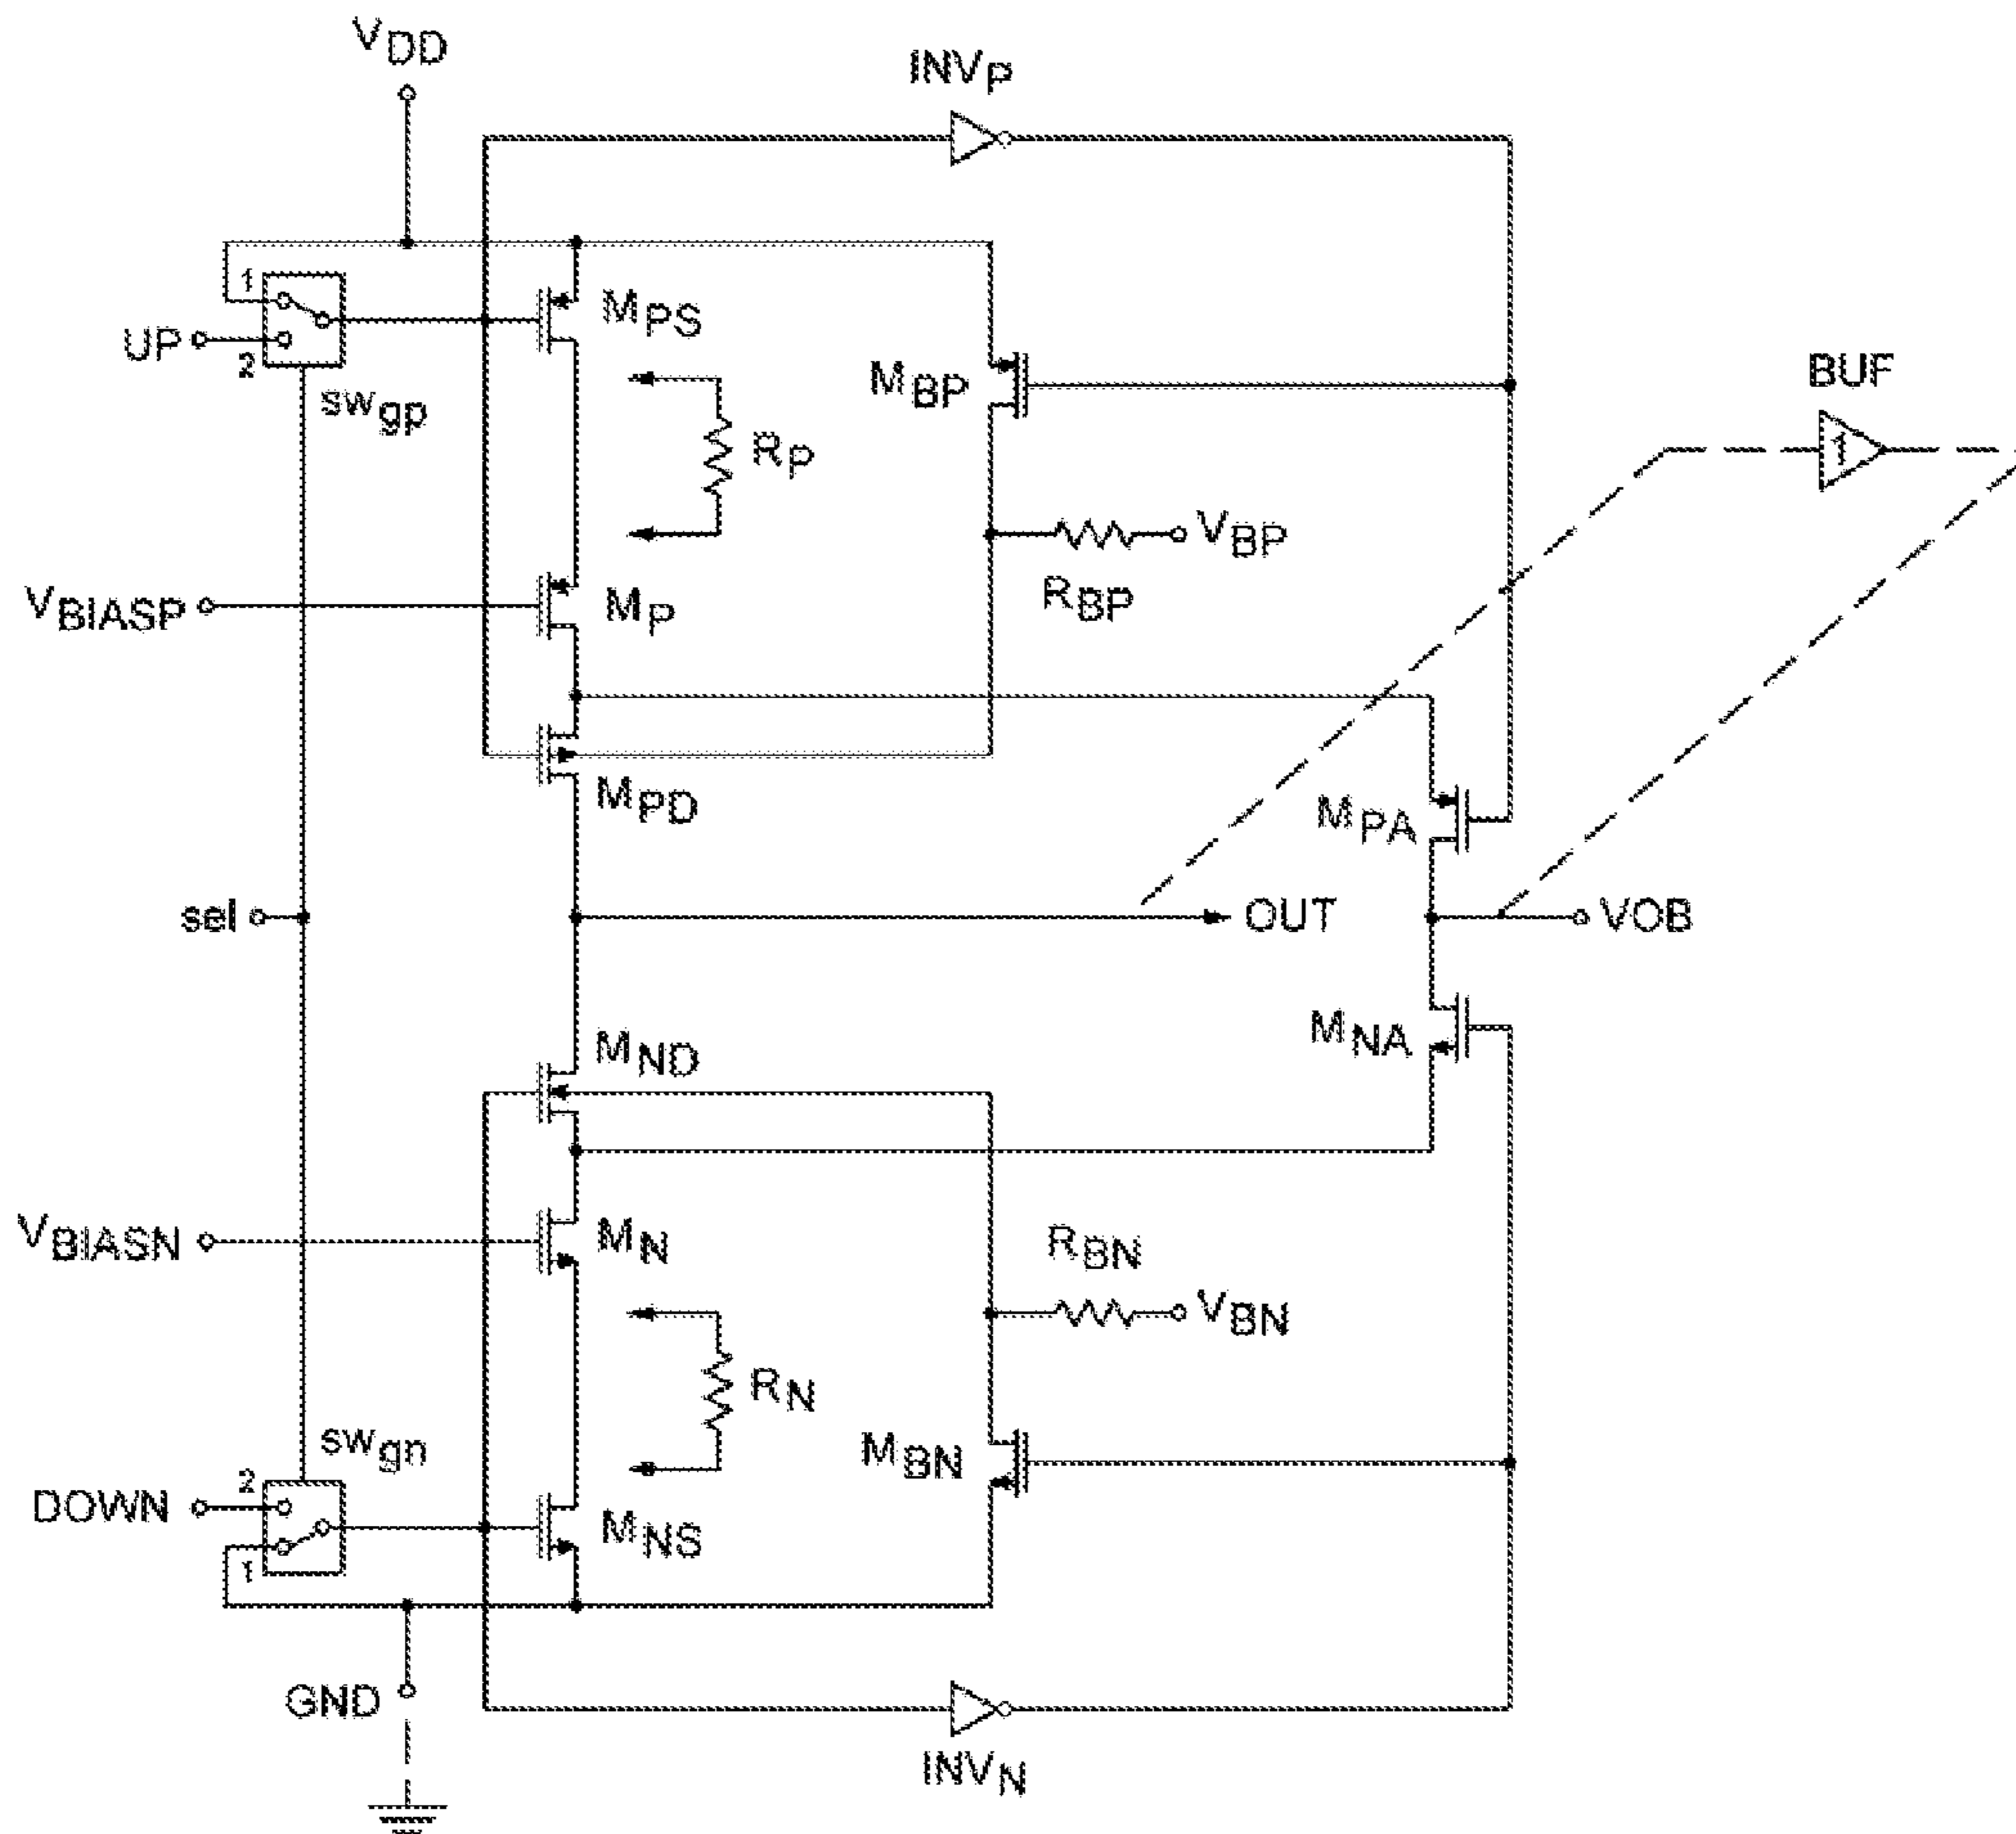 VDD
INVP
1
UP
2
swgp
MPS
MBP
BUF
1
RP
VBP
RBP
VBIASP
MP
MPD
MPA
sel
OUT
VOB
MND
MNA
VBIASN
MN
RBN
VBN
RN
swgn
MBN
2
DOWN
1
MNS
GND
INVN